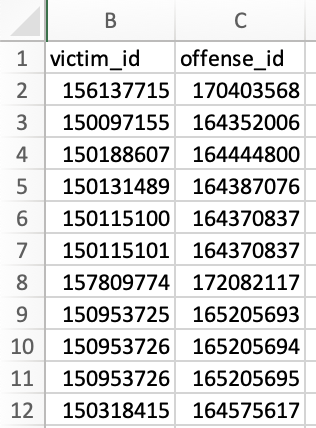 B C
1 victim_id offense_id
2 156137715 170403568
3 150097155 164352006
4 150188607 164444800
5 150131489 164387076
6 150115100 164370837
7 150115101 164370837
8 157809774 172082117
9 150953725 165205693
10 150953726 165205694
11 150953726 165205695
12 150318415 164575617